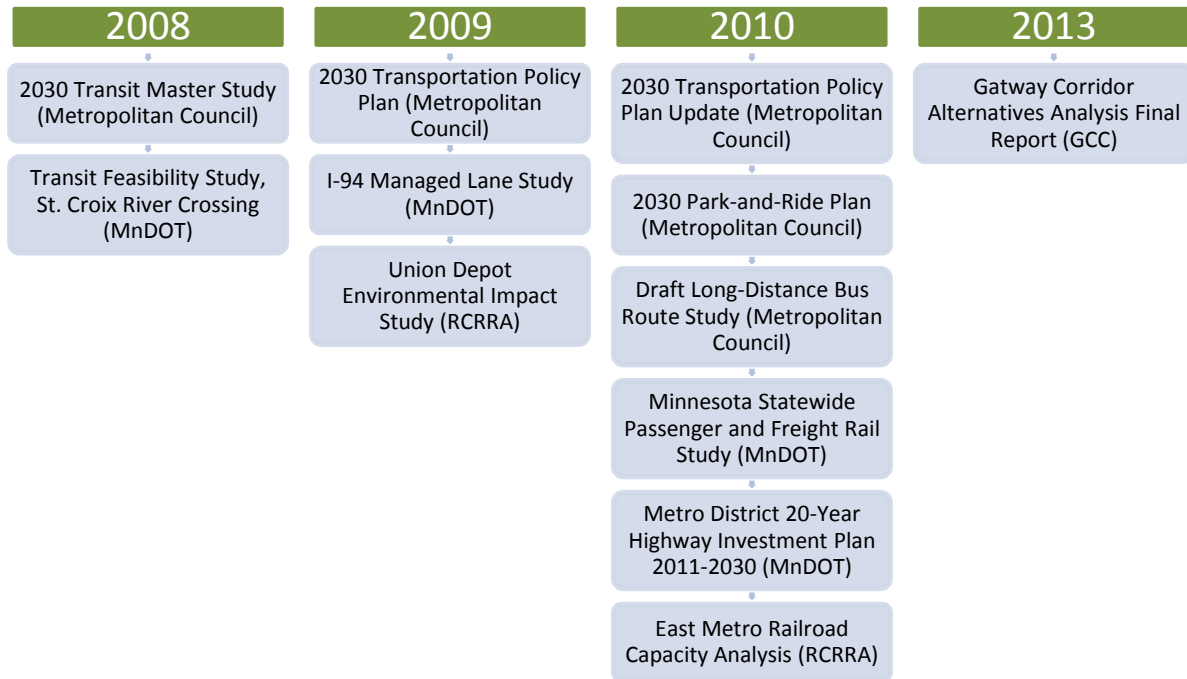 2008
2030 Transit Master Study
(Metropolitan Council)
Transit Feasibility Study,
St. Croix River Crossing
(MnDOT)
2009
2030 Transportation Policy
Plan (Metropolitan
Council)
I-94 Managed Lane Study
(MnDOT)
Union Depot
Environmental Impact
Study (RCRRA)
2010
2030 Transportation Policy
Plan Update (Metropolitan
Council)
2030 Park-and-Ride Plan
(Metropolitan Council)
Draft Long-Distance Bus
Route Study (Metropolitan
Council)
Minnesota Statewide
Passenger and Freight Rail
Study (MnDOT)
Metro District 20-Year
Highway Investment Plan
2011-2030 (MnDOT)
East Metro Railroad
Capacity Analysis (RCRRA)
2013
Gatway Corridor
Alternatives Analysis Final
Report (GCC)